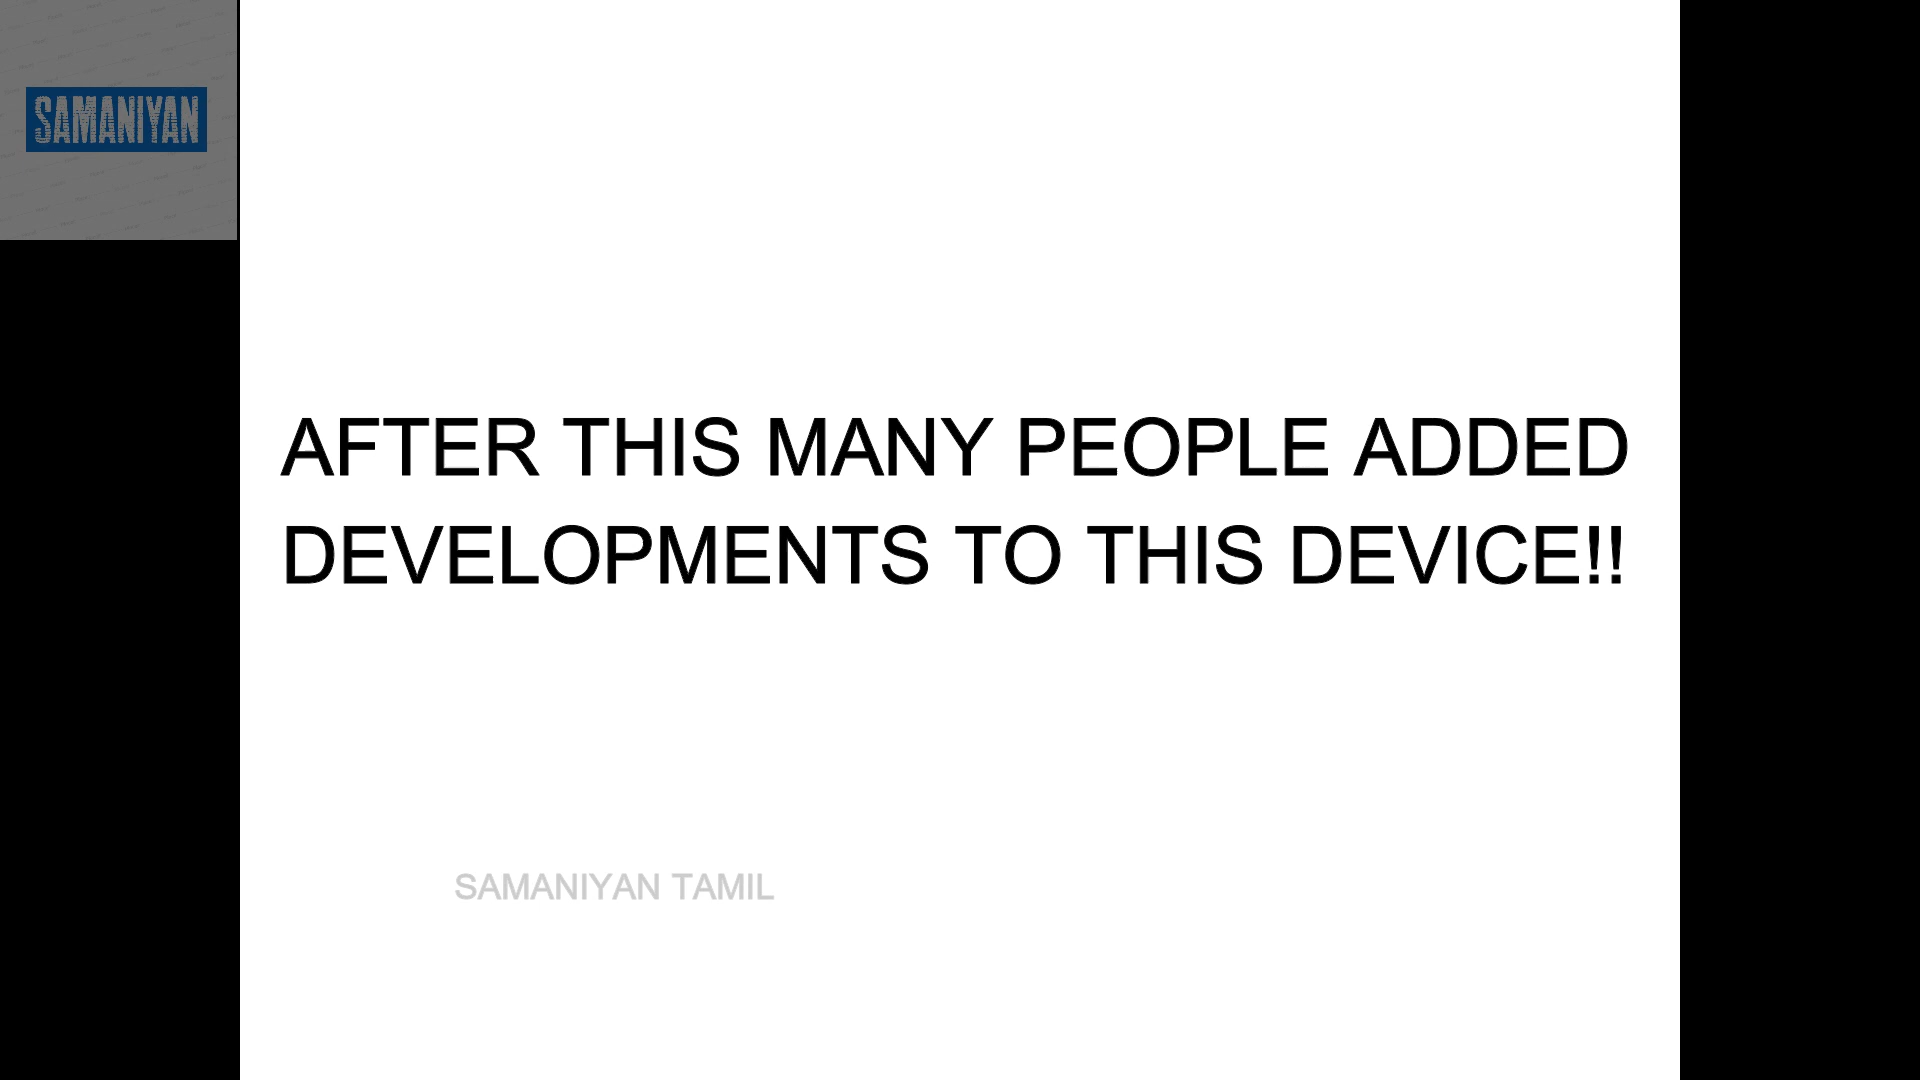 SAMANIYAN
AFTER THIS MANY PEOPLE ADDED
DEVELOPMENTS TO THIS DEVICE!!
SAMANIYAN TAMIL